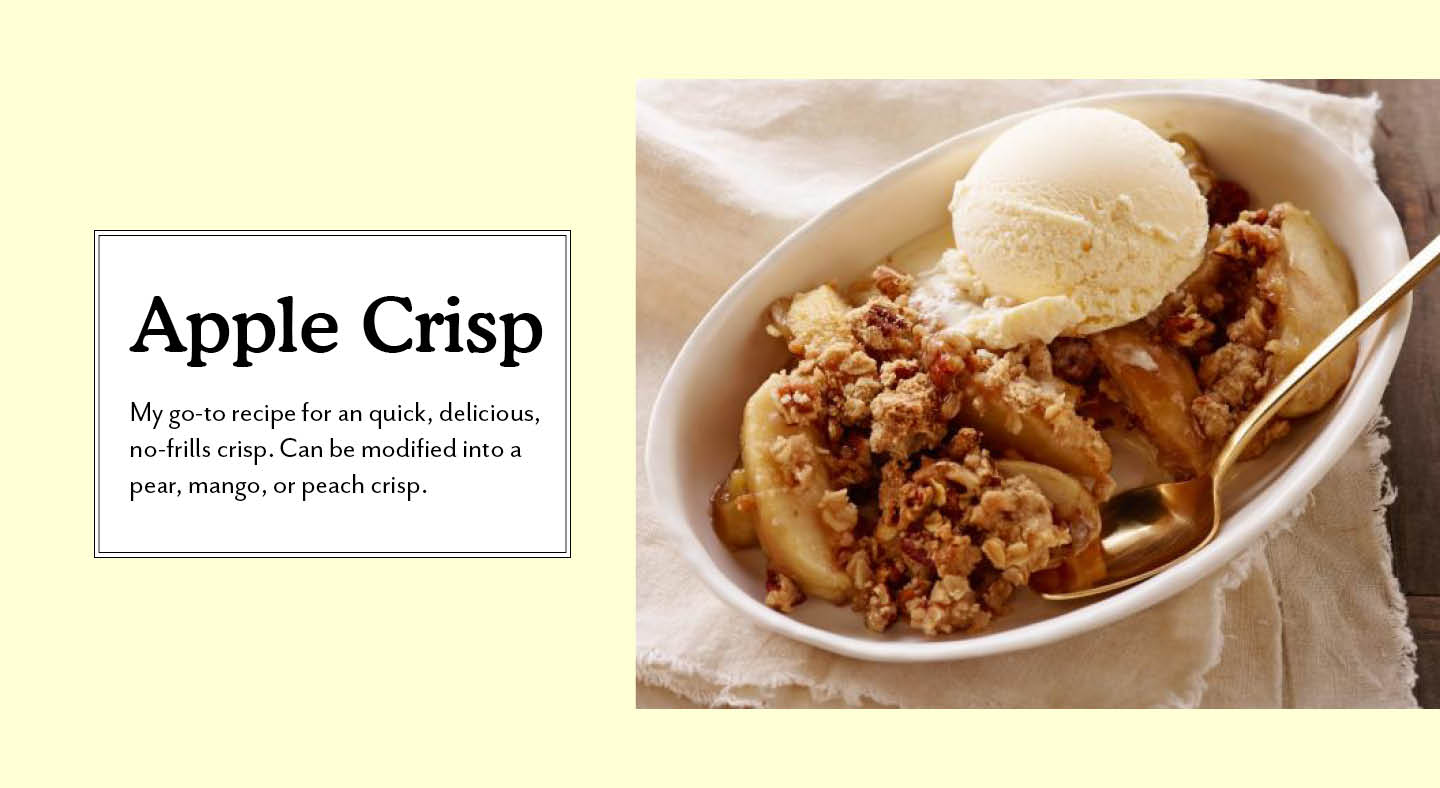 Apple Crisp
My go-to recipe for an quick, delicious,
no-frills crisp. Can be modified into a
pear, mango, or peach crisp.